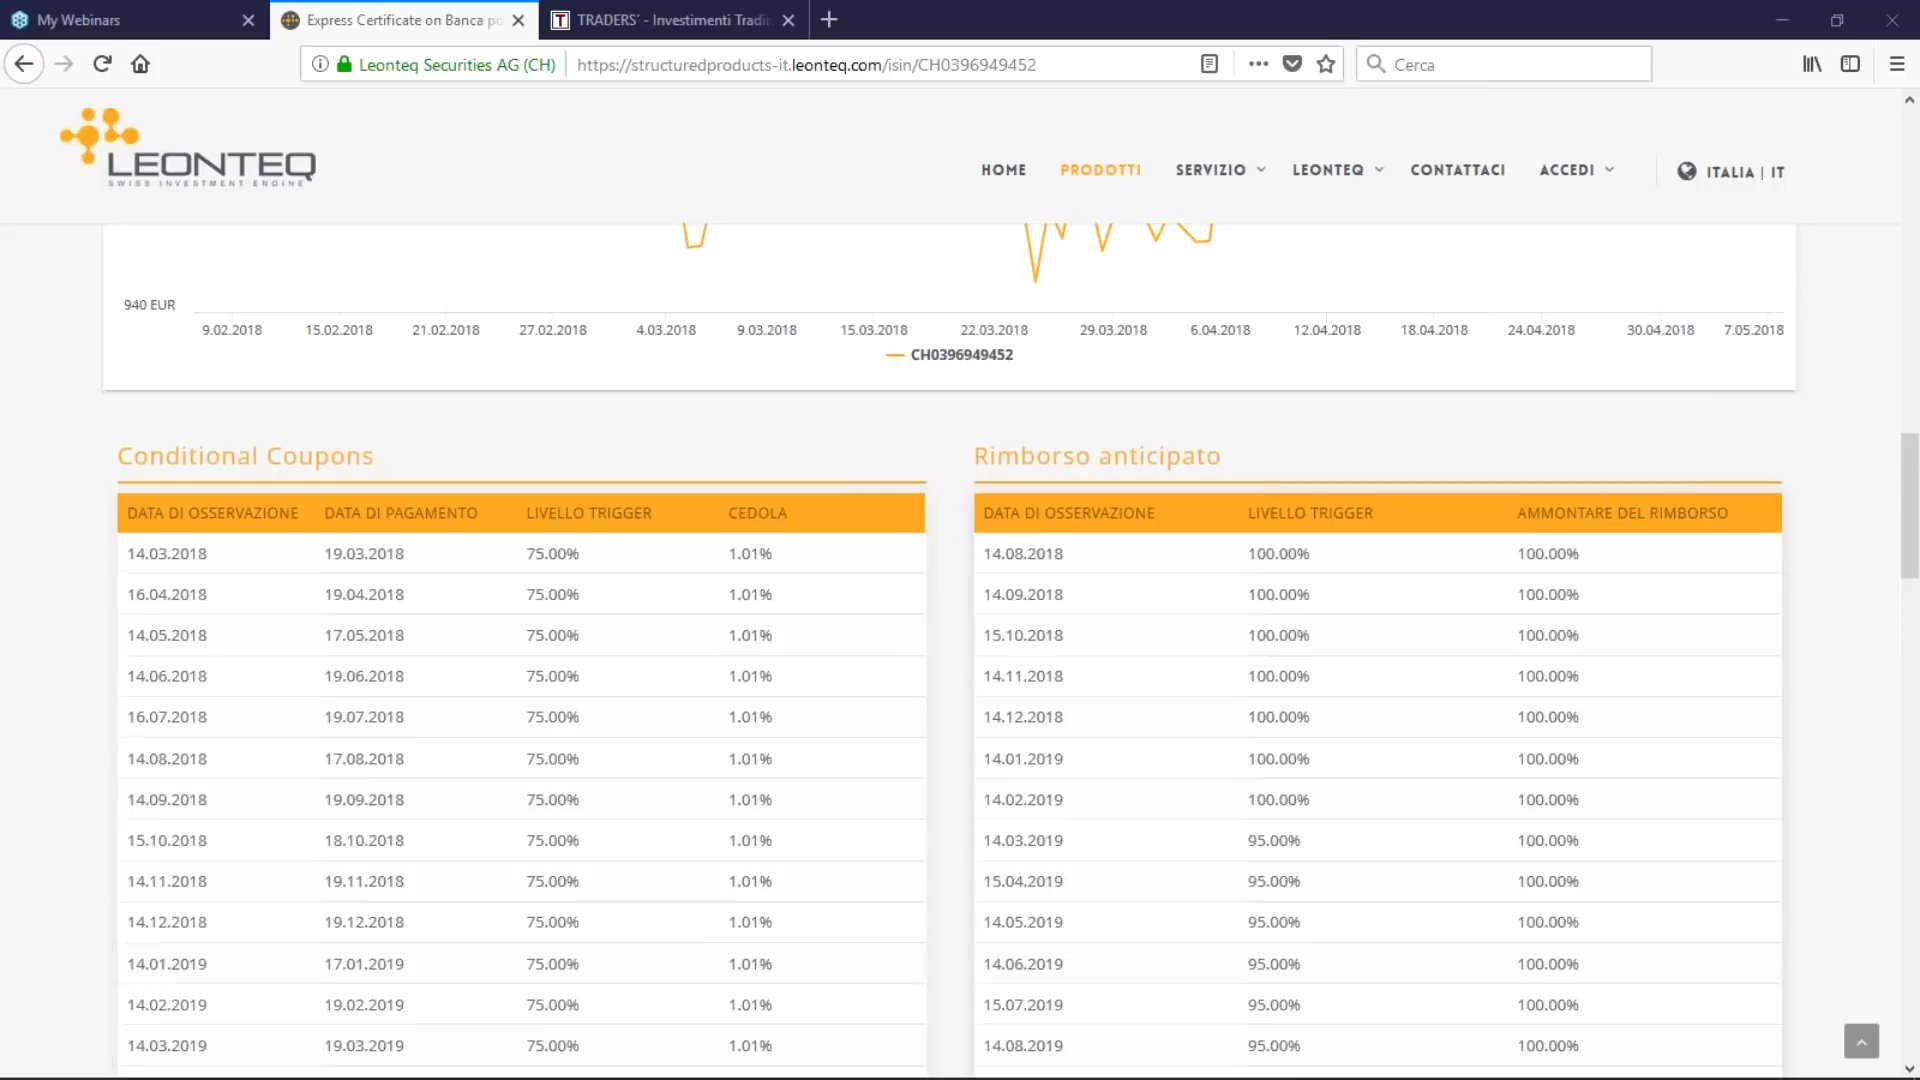 My Webinars
Express Certificate on Banca po
TRADERS´ - Investimenti Tradin
Leonteq Securities AG (CH)
https://structuredproducts-it.leonteq.com/isin/CH0396949452
Cerca
LEONTEQ
SWISS INVESTMENT ENGINE
HOME
PRODOTTI
SERVIZIO
LEONTEQ
CONTATTACI
ACCEDI
ITALIA | IT
940 EUR
9.02.2018 15.02.2018 21.02.2018 27.02.2018 4.03.2018 9.03.2018 15.03.2018 22.03.2018 29.03.2018 6.04.2018 12.04.2018 18.04.2018 24.04.2018 30.04.2018 7.05.2018
CH0396949452
Conditional Coupons
DATA DI OSSERVAZIONE DATA DI PAGAMENTO LIVELLO TRIGGER CEDOLA
14.03.2018 19.03.2018 75.00% 1.01%
16.04.2018 19.04.2018 75.00% 1.01%
14.05.2018 17.05.2018 75.00% 1.01%
14.06.2018 19.06.2018 75.00% 1.01%
16.07.2018 19.07.2018 75.00% 1.01%
14.08.2018 17.08.2018 75.00% 1.01%
14.09.2018 19.09.2018 75.00% 1.01%
15.10.2018 18.10.2018 75.00% 1.01%
14.11.2018 19.11.2018 75.00% 1.01%
14.12.2018 19.12.2018 75.00% 1.01%
14.01.2019 17.01.2019 75.00% 1.01%
14.02.2019 19.02.2019 75.00% 1.01%
14.03.2019 19.03.2019 75.00% 1.01%
Rimborso anticipato
DATA DI OSSERVAZIONE LIVELLO TRIGGER AMMONTARE DEL RIMBORSO
14.08.2018 100.00% 100.00%
14.09.2018 100.00% 100.00%
15.10.2018 100.00% 100.00%
14.11.2018 100.00% 100.00%
14.12.2018 100.00% 100.00%
14.01.2019 100.00% 100.00%
14.02.2019 100.00% 100.00%
14.03.2019 95.00% 100.00%
15.04.2019 95.00% 100.00%
14.05.2019 95.00% 100.00%
14.06.2019 95.00% 100.00%
15.07.2019 95.00% 100.00%
14.08.2019 95.00% 100.00%